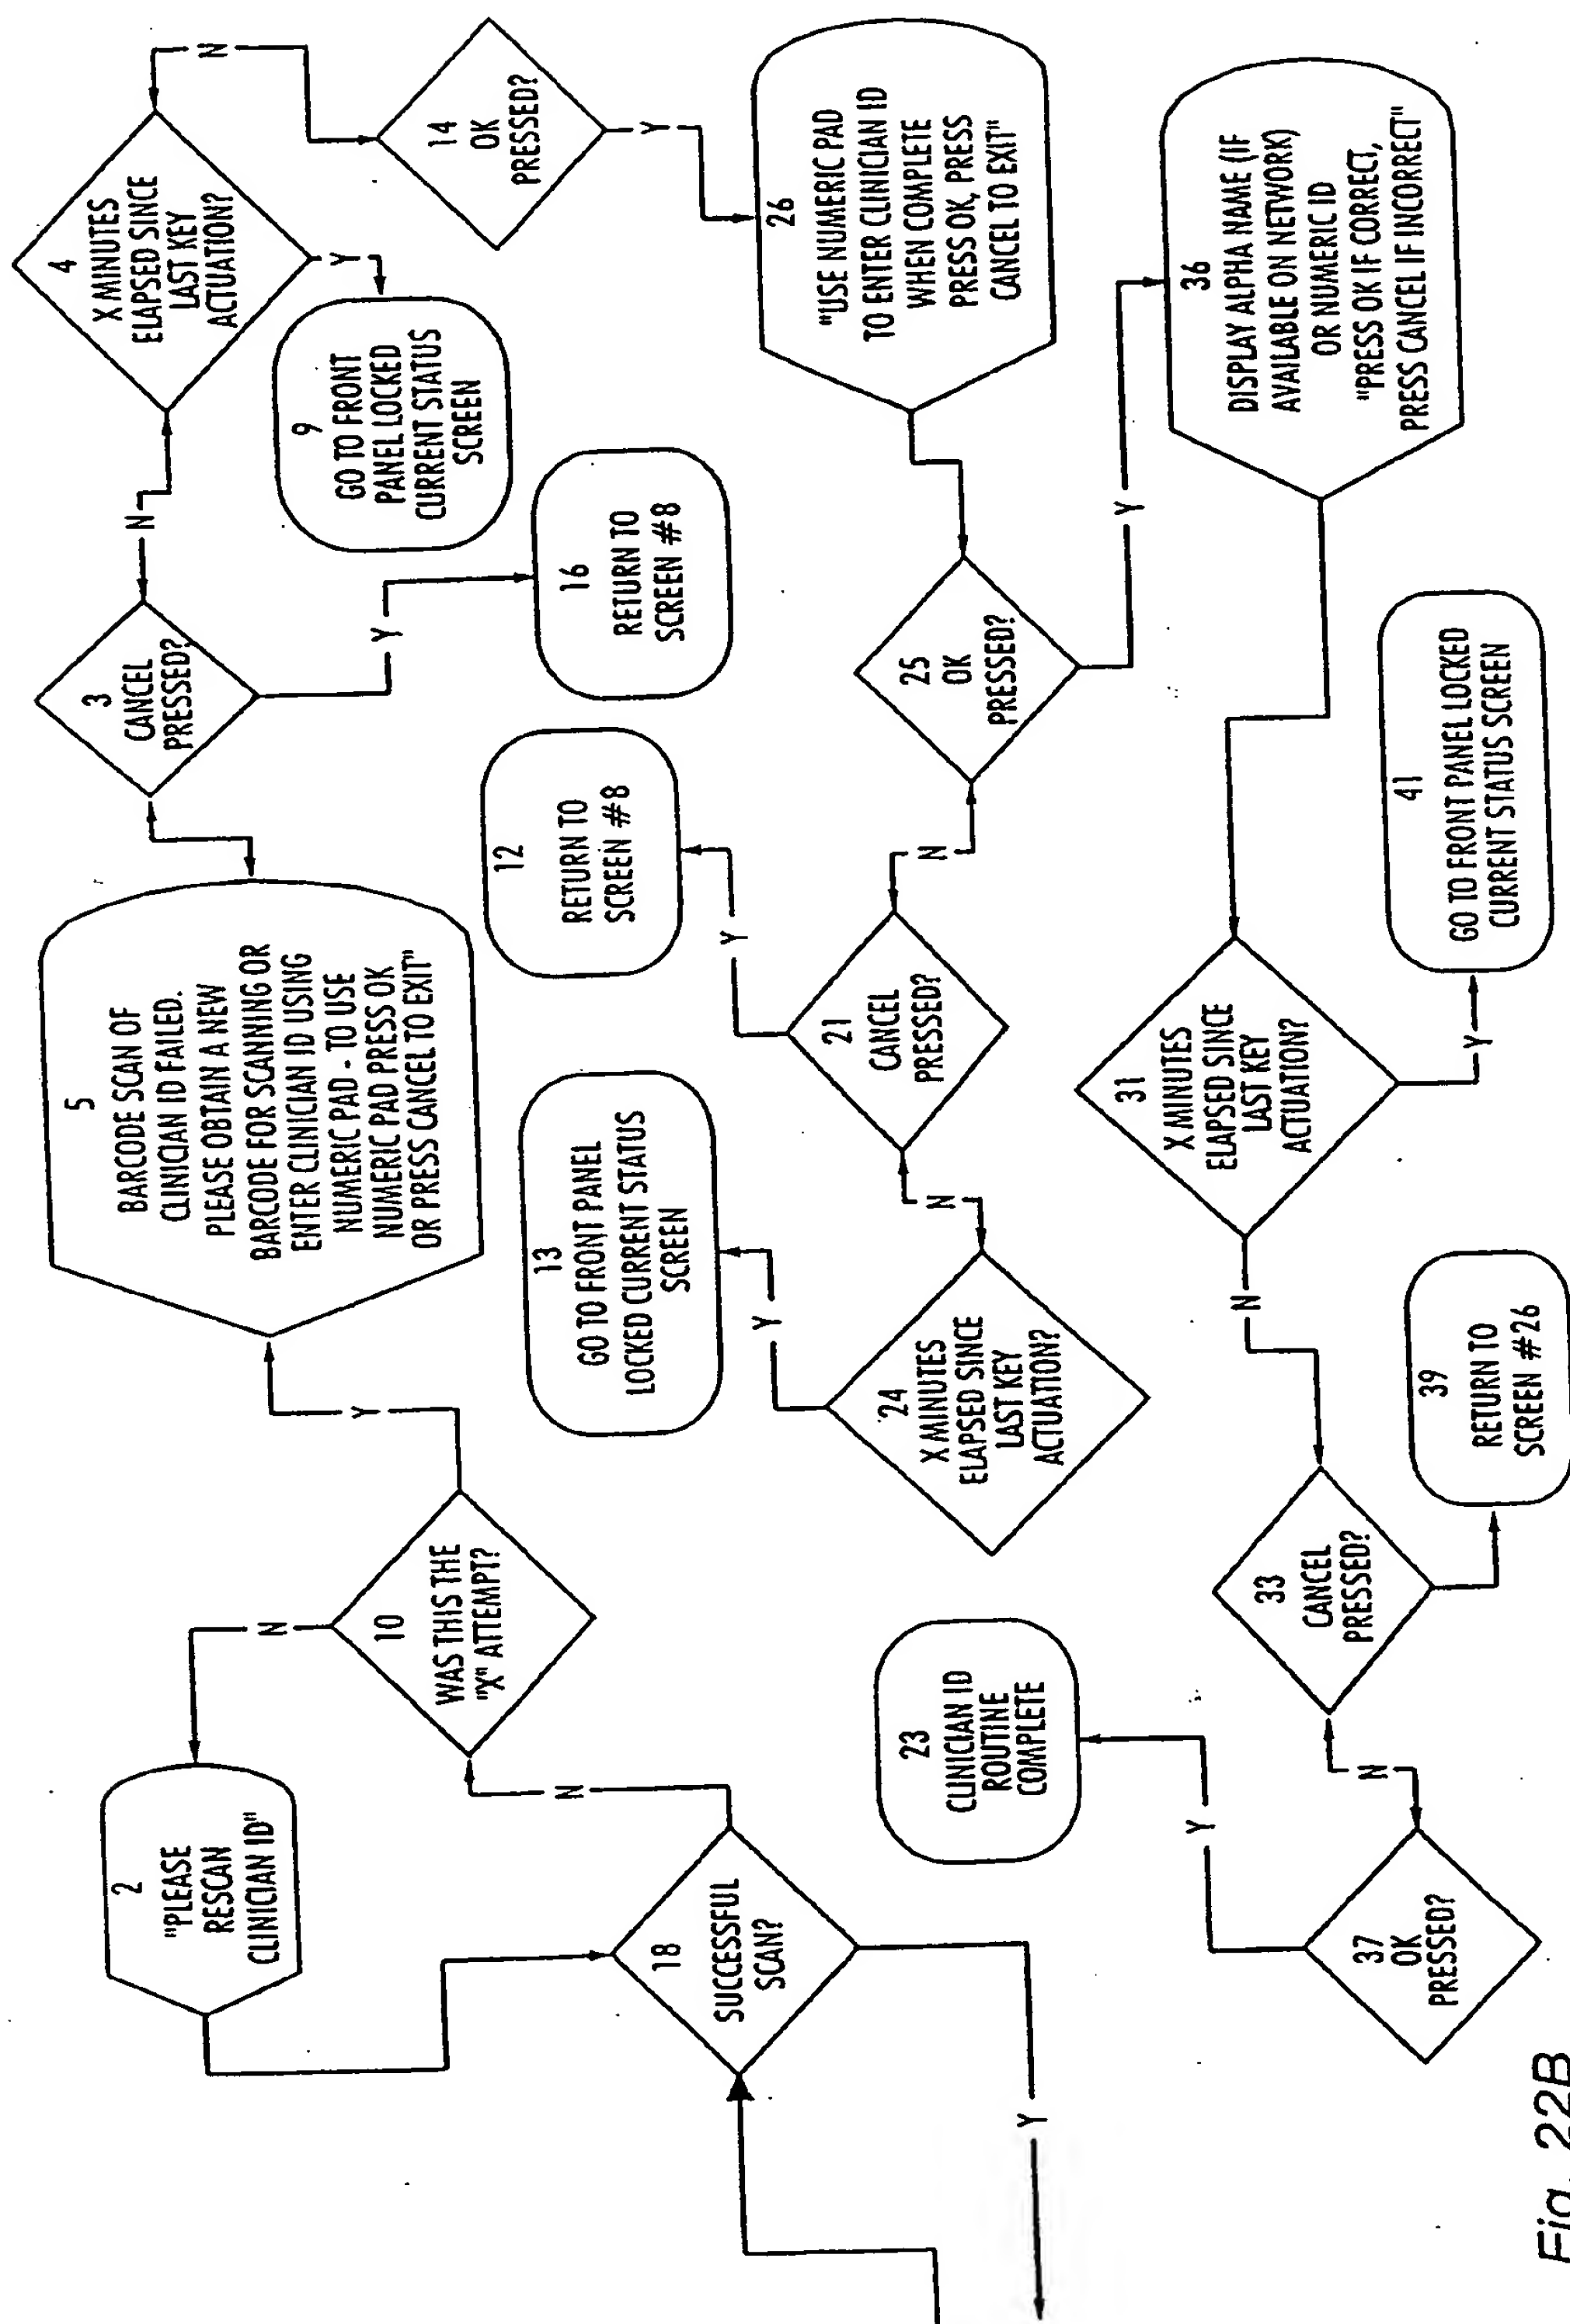 2
"PLEASE
RESCAN
CLINICIAN ID"
N
10
WAS THIS THE
"X" ATTEMPT?
Y
5
BARCODE SCAN OF
CLINICIAN ID FAILED.
PLEASE OBTAIN A NEW
BARCODE FOR SCANNING OR
ENTER CLINICIAN ID USING
NUMERIC PAD - TO USE
NUMERIC PAD PRESS OK
OR PRESS CANCEL TO EXIT"
3
CANCEL
PRESSED?
N
Y
4
X MINUTES
ELAPSED SINCE
LAST KEY
ACTUATION?
N
Y
9
GO TO FRONT
PANEL LOCKED
CURRENT STATUS
SCREEN
14
OK
PRESSED?
Y
16
RETURN TO
SCREEN #8
18
SUCCESSFUL
SCAN?
N
Y
13
GO TO FRONT PANEL
LOCKED CURRENT STATUS
SCREEN
Y
12
RETURN TO
SCREEN #8
Y
24
X MINUTES
ELAPSED SINCE
LAST KEY
ACTUATION?
N
21
CANCEL
PRESSED?
N
25
OK
PRESSED?
Y
26
"USE NUMERIC PAD
TO ENTER CLINICIAN ID
WHEN COMPLETE
PRESS OK, PRESS
CANCEL TO EXIT"
23
CLINICIAN ID
ROUTINE
COMPLETE
Y
37
OK
PRESSED?
N
33
CANCEL
PRESSED?
N
31
X MINUTES
ELAPSED SINCE
LAST KEY
ACTUATION?
Y
36
DISPLAY ALPHA NAME (IF
AVAILABLE ON NETWORK)
OR NUMERIC ID
"PRESS OK IF CORRECT,
PRESS CANCEL IF INCORRECT"
39
RETURN TO
SCREEN #26
41
GO TO FRONT PANEL LOCKED
CURRENT STATUS SCREEN
Fig. 22B